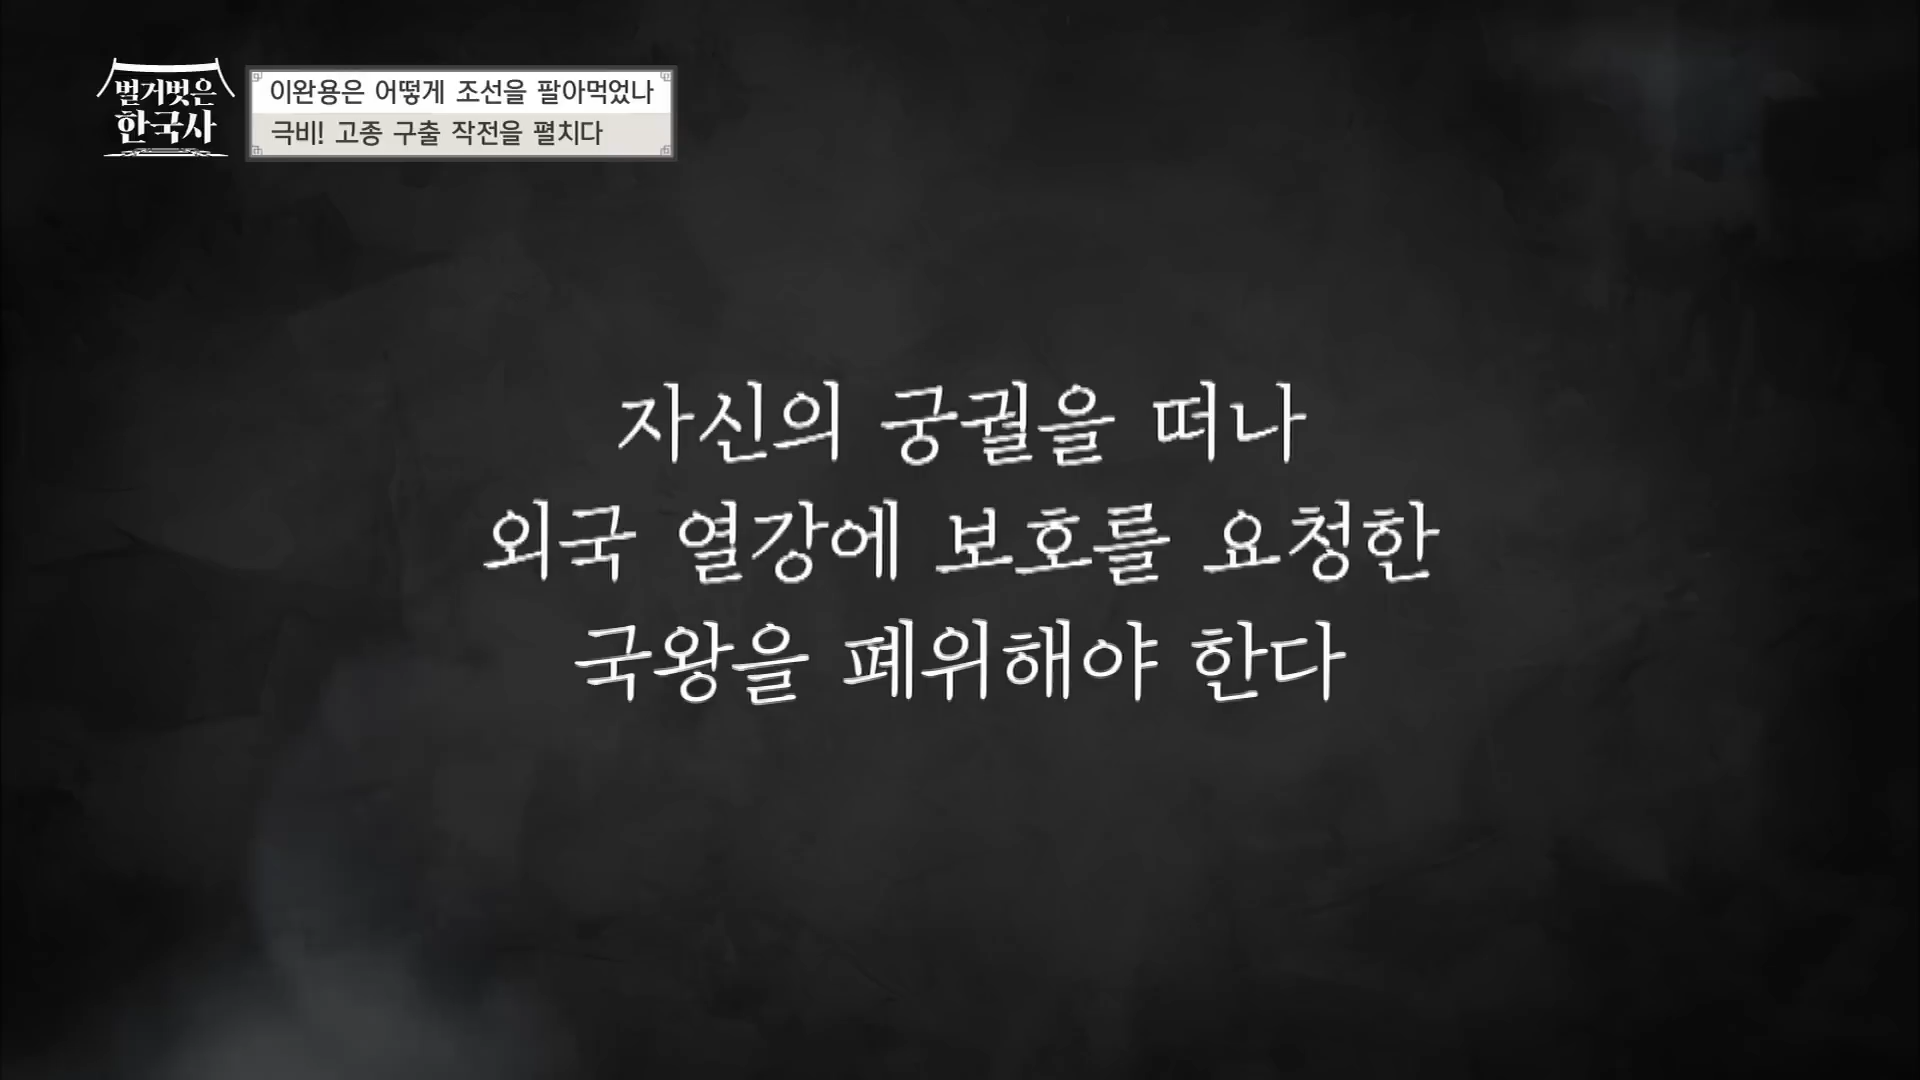 벌거벗은
한국사
이완용은 어떻게 조선을 팔아먹었나
극비! 고종 구출 작전을 펼치다
자신의 궁궐을 떠나
외국 열강에 보호를 요청한
국왕을 폐위해야 한다